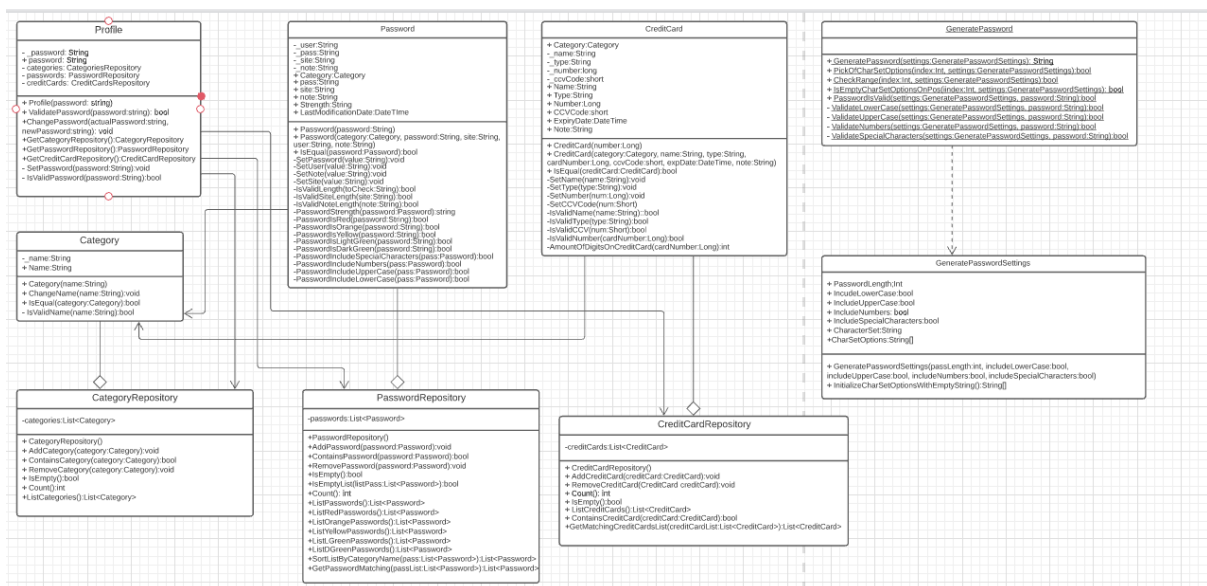 Profile
- _password: String
+ password: String
- categories: CategoriesRepository
- passwords: PasswordRepository
- creditCards: CreditCardsRepository
+ Profile(password: string)
+ ValidatePassword(password:string): bool
+ChangePassword(actualPassword:string,
newPassword:string): void
+GetCategoryRepository():CategoryRepository
+GetPasswordRepository():PasswordRepository
+GetCreditCardRepository():CreditCardRepository
- SetPassword(password:String):void
- IsValidPassword(password:String):bool
Password
-_user:String
-_pass:String
-_site:String
-_note:String
+ Category:Category
+ pass:String
+ site:String
+ note:String
+ Strength:String
+ LastModificationDate:DateTime
+ Password(password:String)
+ Password(category:Category, password:String, site:String,
user:String, note:String)
+ IsEqual(password:Password):bool
-SetPassword(value:String):void
-SetUser(value:String):void
-SetNote(value:String):void
-SetSite(value:String):void
-IsValidLength(toCheck:String):bool
-IsValidSiteLength(site:String):bool
-IsValidNoteLength(note:String):bool
-PasswordStrength(password:Password):string
-PasswordIsRed(password:String):bool
-PasswordIsOrange(password:String):bool
-PasswordIsYellow(password:String):bool
-PasswordIsLightGreen(password:String):bool
-PasswordIsDarkGreen(password:String):bool
-PasswordIncludeSpecialCharacters(pass:Password):bool
-PasswordIncludeNumbers(pass:Password):bool
-PasswordIncludeUpperCase(pass:Password):bool
-PasswordIncludeLowerCase(pass:Password):bool
CreditCard
+ Category:Category
-_name:String
-_type:String
-_number:long
-_ccvCode:short
+ Name:String
+ Type:String
+ Number:Long
+ CCVCode:short
+ ExpiryDate:DateTime
+ Note:String
+ CreditCard(number:Long)
+ CreditCard(category:Category, name:String, type:String,
cardNumber:Long, ccvCode:short, expDate:DateTime, note:String)
+ IsEqual(creditCard:CreditCard):bool
-SetName(name:String):void
-SetType(type:String):void
-SetNumber(num:Long):void
-SetCCVCode(num:Short)
-IsValidName(name:String)::bool
-IsValidType(type:String):bool
-IsValidCCV(num:Short):bool
-IsValidNumber(cardNumber:Long):bool
-AmountOfDigitsOnCreditCard(cardNumber:Long):int
GeneratePassword
+ GeneratePassword(settings:GeneratePasswordSettings): String
+ PickOfCharSetOptions(index:Int, settings:GeneratePasswordSettings):bool
+ CheckRange(index:Int, settings:GeneratePasswordSettings):bool
+ IsEmptyCharSetOptionsOnPos(iindex:Int, settings:GeneratePasswordSettings): bool
+ PasswordIsValid(settings:GeneratePasswordSettings, password:String):bool
- ValidateLowerCase(settings:GeneratePasswordSettings, password:String):bool
- ValidateUpperCase(settings:GeneratePasswordSettings, password:String):bool
- ValidateNumbers(settings:GeneratePasswordSettings, password:String):bool
- ValidateSpecialCharacters(settings:GeneratePasswordSettings, password:String):bool
Category
-_name:String
+ Name:String
+ Category(name:String)
+ ChangeName(name:String):void
+ IsEqual(category:Category):bool
- IsValidName(name:String):bool
GeneratePasswordSettings
+ PasswordLength:Int
+ IncudeLowerCase:bool
+ IncludeUpperCase:bool
+ IncludeNumbers: bool
+ IncludeSpecialCharacters:bool
+ CharacterSet:String
+CharSetOptions:String[]
+ GeneratePasswordSettings(passLength:int, includeLowerCase:bool,
includeUpperCase:bool, includeNumbers:bool, includeSpecialCharacters:bool)
+ InitializeCharSetOptionsWithEmptyString():String[]
CategoryRepository
-categories:List<Category>
+ CategoryRepository()
+ AddCategory(category:Category):void
+ ContainsCategory(category:Category):bool
+ RemoveCategory(category:Category):void
+ IsEmpty():bool
+ Count():int
+ListCategories():List<Category>
PasswordRepository
-passwords:List<Password>
+PasswordRepository()
+AddPassword(password:Password):void
+ContainsPassword(password:Password):bool
+RemovePassword(password:Password):void
+IsEmpty():bool
+IsEmptyList(listPass:List<Password>):bool
+Count(): int
+ListPasswords():List<Password>
+ListRedPasswords():List<Password>
+ListOrangePasswords():List<Password>
+ListYellowPasswords():List<Password>
+ListLGreenPasswords():List<Password>
+ListDGreenPasswords():List<Password>
+SortListByCategoryName(pass:List<Password>):List<Password>
+GetPasswordMatching(passList:List<Password>):List<Password>
CreditCardRepository
-creditCards:List<CreditCard>
+ CreditCardRepository()
+ AddCreditCard(creditCard:CreditCard):void
+ RemoveCreditCard(CreditCard creditCard):void
+ Count(): int
+ IsEmpty():bool
+ ListCreditCards():List<CreditCard>
+ ContainsCreditCard(creditCard:CreditCard):bool
+GetMatchingCreditCardsList(creditCardList:List<CreditCard>):List<CreditCard>